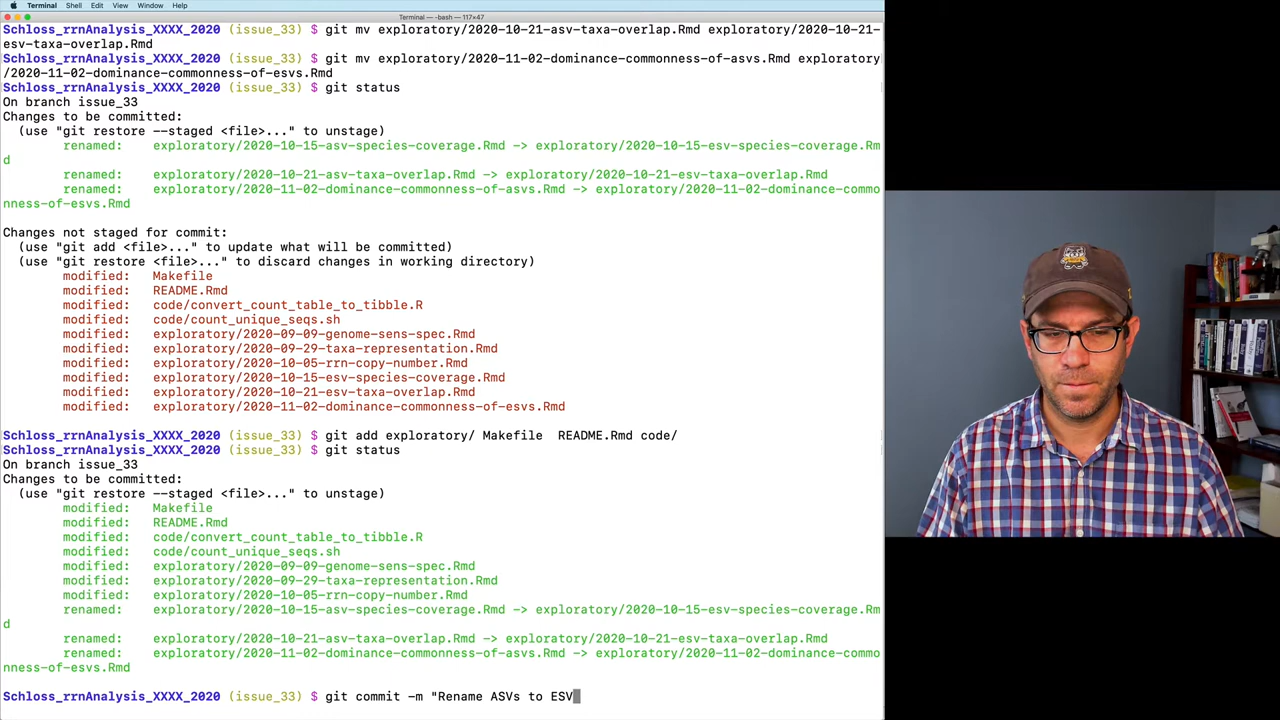 Terminal Shell Edit View Window Help
Terminal — -bash — 117×47
Schloss_rrnAnalysis_XXXX_2020 (issue_33) $ git mv exploratory/2020-10-21-asv-taxa-overlap.Rmd exploratory/2020-10-21-
esv-taxa-overlap.Rmd
Schloss_rrnAnalysis_XXXX_2020 (issue_33) $ git mv exploratory/2020-11-02-dominance-commonness-of-asvs.Rmd exploratory
/2020-11-02-dominance-commonness-of-esvs.Rmd
Schloss_rrnAnalysis_XXXX_2020 (issue_33) $ git status
On branch issue_33
Changes to be committed:
(use "git restore --staged <file>..." to unstage)
renamed: exploratory/2020-10-15-asv-species-coverage.Rmd -> exploratory/2020-10-15-esv-species-coverage.Rm
d
renamed: exploratory/2020-10-21-asv-taxa-overlap.Rmd -> exploratory/2020-10-21-esv-taxa-overlap.Rmd
renamed: exploratory/2020-11-02-dominance-commonness-of-asvs.Rmd -> exploratory/2020-11-02-dominance-commo
nness-of-esvs.Rmd
Changes not staged for commit:
(use "git add <file>..." to update what will be committed)
(use "git restore <file>..." to discard changes in working directory)
modified: Makefile
modified: README.Rmd
modified: code/convert_count_table_to_tibble.R
modified: code/count_unique_seqs.sh
modified: exploratory/2020-09-09-genome-sens-spec.Rmd
modified: exploratory/2020-09-29-taxa-representation.Rmd
modified: exploratory/2020-10-05-rrn-copy-number.Rmd
modified: exploratory/2020-10-15-esv-species-coverage.Rmd
modified: exploratory/2020-10-21-esv-taxa-overlap.Rmd
modified: exploratory/2020-11-02-dominance-commonness-of-esvs.Rmd
Schloss_rrnAnalysis_XXXX_2020 (issue_33) $ git add exploratory/ Makefile README.Rmd code/
Schloss_rrnAnalysis_XXXX_2020 (issue_33) $ git status
On branch issue_33
Changes to be committed:
(use "git restore --staged <file>..." to unstage)
modified: Makefile
modified: README.Rmd
modified: code/convert_count_table_to_tibble.R
modified: code/count_unique_seqs.sh
modified: exploratory/2020-09-09-genome-sens-spec.Rmd
modified: exploratory/2020-09-29-taxa-representation.Rmd
modified: exploratory/2020-10-05-rrn-copy-number.Rmd
renamed: exploratory/2020-10-15-asv-species-coverage.Rmd -> exploratory/2020-10-15-esv-species-coverage.Rm
d
renamed: exploratory/2020-10-21-asv-taxa-overlap.Rmd -> exploratory/2020-10-21-esv-taxa-overlap.Rmd
renamed: exploratory/2020-11-02-dominance-commonness-of-asvs.Rmd -> exploratory/2020-11-02-dominance-commo
nness-of-esvs.Rmd
Schloss_rrnAnalysis_XXXX_2020 (issue_33) $ git commit -m "Rename ASVs to ESV